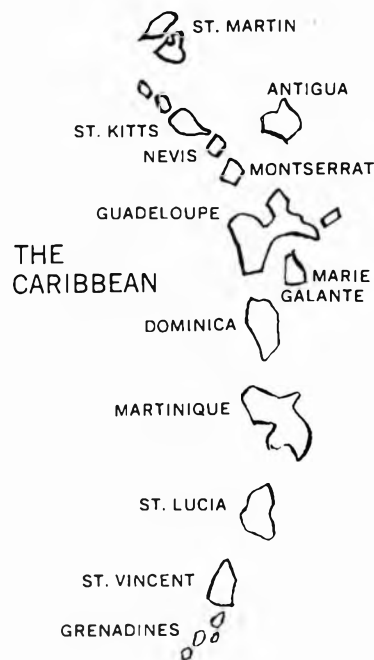 ST. MARTIN
ANTIGUA
ST. KITTS
NEVIS
MONTSERRAT
GUADELOUPE
THE
CARIBBEAN
MARIE
GALANTE
DOMINICA
MARTINIQUE
ST. LUCIA
ST. VINCENT
GRENADINES